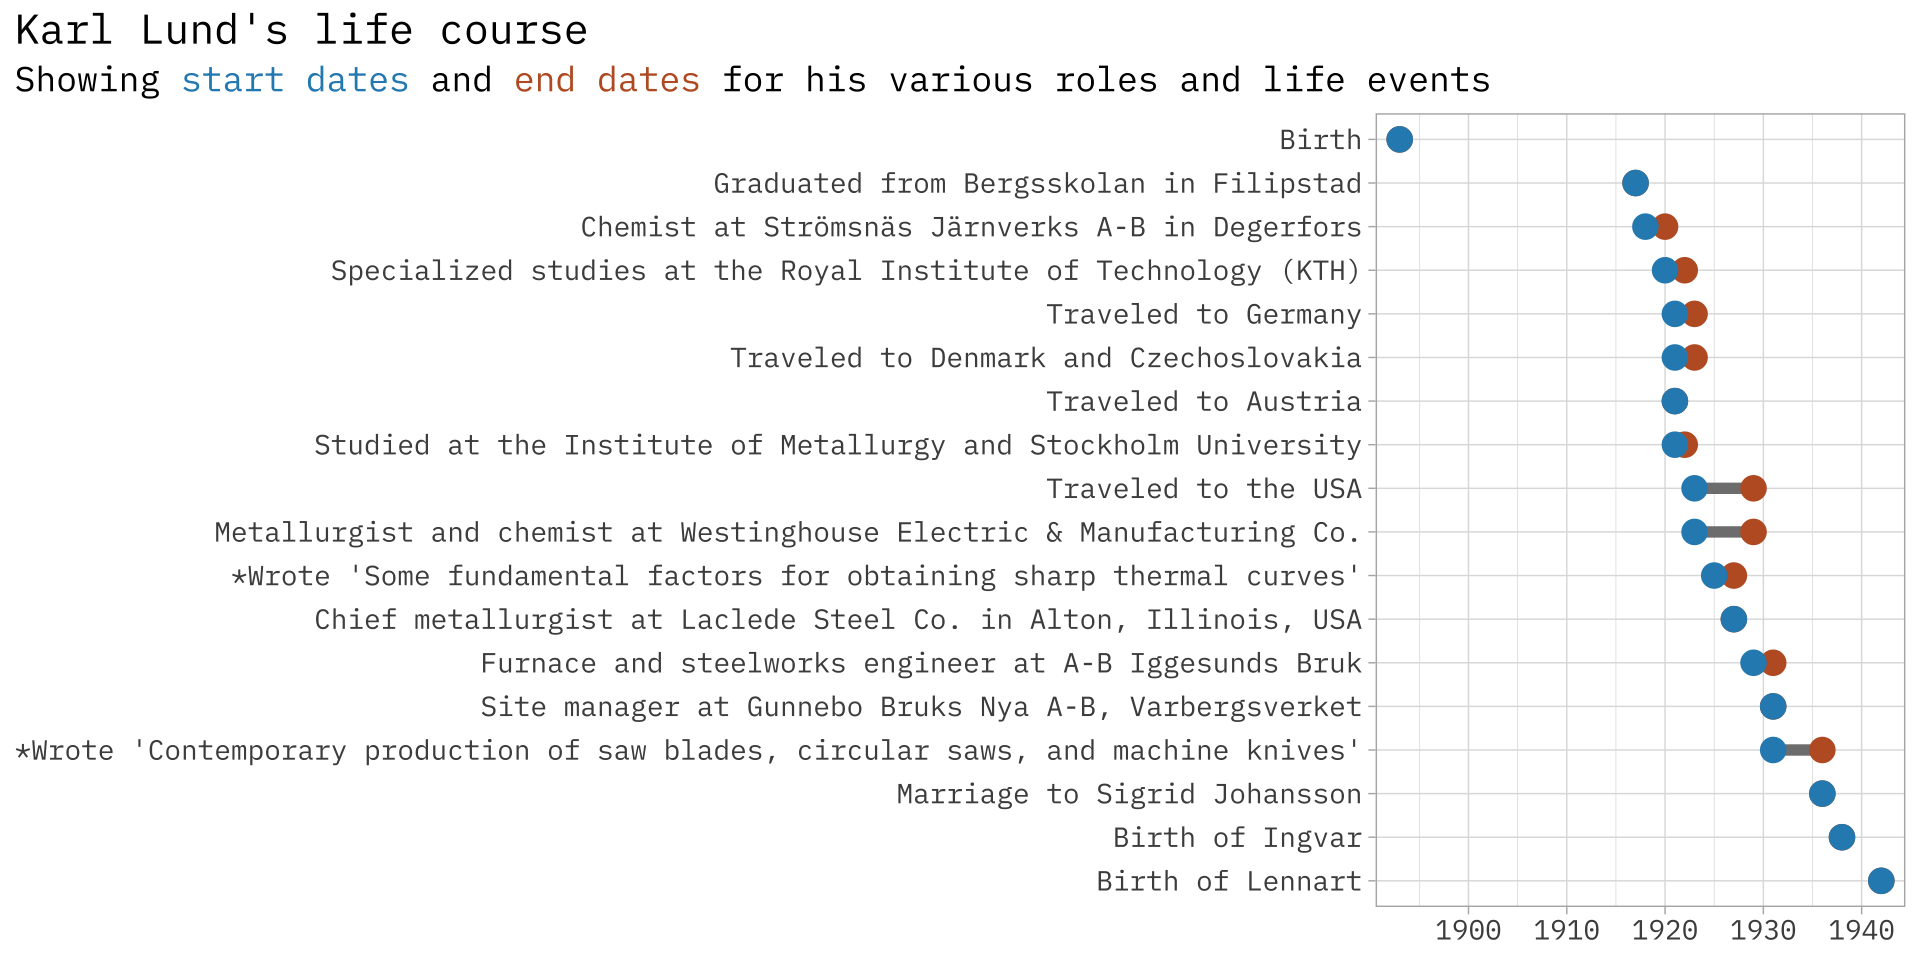 Karl Lund's life course
Showing start dates and end dates for his various roles and life events
Birth
Graduated from Bergsskolan in Filipstad
Chemist at Strömsnäs Järnverks A-B in Degerfors
Specialized studies at the Royal Institute of Technology (KTH)
Traveled to Germany
Traveled to Denmark and Czechoslovakia
Traveled to Austria
Studied at the Institute of Metallurgy and Stockholm University
Traveled to the USA
Metallurgist and chemist at Westinghouse Electric & Manufacturing Co.
*Wrote 'Some fundamental factors for obtaining sharp thermal curves'
Chief metallurgist at Laclede Steel Co. in Alton, Illinois, USA
Furnace and steelworks engineer at A-B Iggesunds Bruk
Site manager at Gunnebo Bruks Nya A-B, Varbergsverket
*Wrote 'Contemporary production of saw blades, circular saws, and machine knives'
Marriage to Sigrid Johansson
Birth of Ingvar
Birth of Lennart
1900 1910 1920 1930 1940